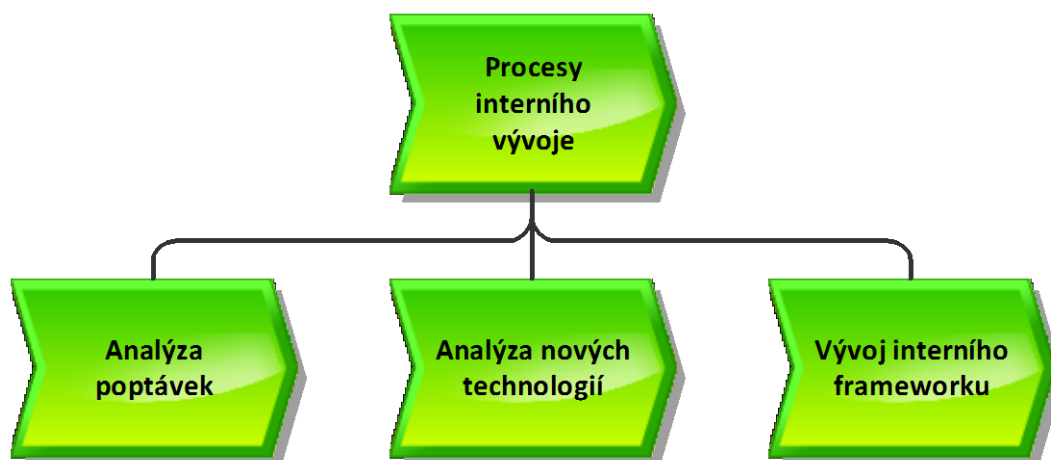 Procesy
interního
vývoje
Analýza
poptávek
Analýza nových
technologií
Vývoj interního
frameworku